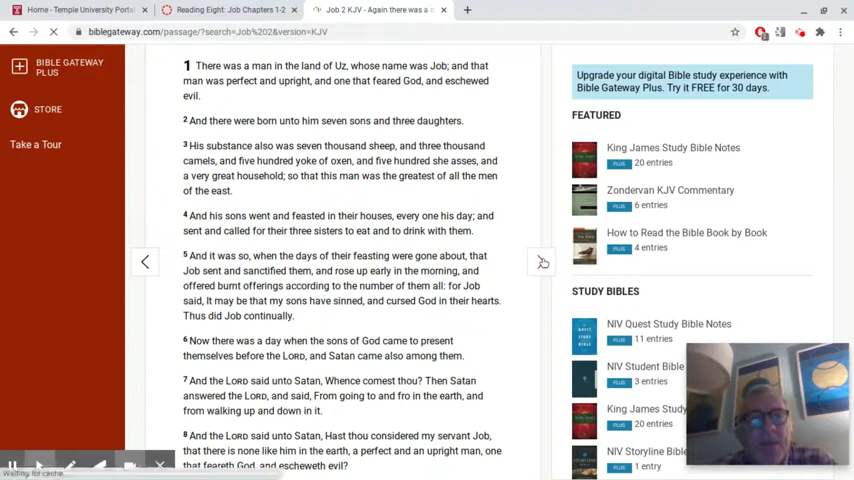 Home - Temple University Portal
Reading Eight: Job Chapters 1-2
Job 2 KJV - Again there was a
biblegateway.com/passage/?search=Job%202&version=KJV
BIBLE GATEWAY
PLUS
STORE
Take a Tour
1 There was a man in the land of Uz, whose name was Job; and that
man was perfect and upright, and one that feared God, and eschewed
evil.
2 And there were born unto him seven sons and three daughters.
3 His substance also was seven thousand sheep, and three thousand
camels, and five hundred yoke of oxen, and five hundred she asses, and
a very great household; so that this man was the greatest of all the men
of the east.
4 And his sons went and feasted in their houses, every one his day; and
sent and called for their three sisters to eat and to drink with them.
5 And it was so, when the days of their feasting were gone about, that
Job sent and sanctified them, and rose up early in the morning, and
offered burnt offerings according to the number of them all: for Job
said, It may be that my sons have sinned, and cursed God in their hearts.
Thus did Job continually.
6 Now there was a day when the sons of God came to present
themselves before the LORD, and Satan came also among them.
7 And the LORD said unto Satan, Whence comest thou? Then Satan
answered the LORD, and said, From going to and fro in the earth, and
from walking up and down in it.
8 And the LORD said unto Satan, Hast thou considered my servant Job,
that there is none like him in the earth, a perfect and an upright man, one
that feareth God, and escheweth evil?
Upgrade your digital Bible study experience with
Bible Gateway Plus. Try it FREE for 30 days.
FEATURED
King James Study Bible Notes
PLUS 20 entries
Zondervan KJV Commentary
PLUS 6 entries
How to Read the Bible Book by Book
PLUS 4 entries
STUDY BIBLES
NIV Quest Study Bible Notes
PLUS 11 entries
NIV Student Bible
PLUS 3 entries
King James Study
PLUS 20 entries
NIV Storyline Bible
PLUS 1 entry
Waiting for cache...